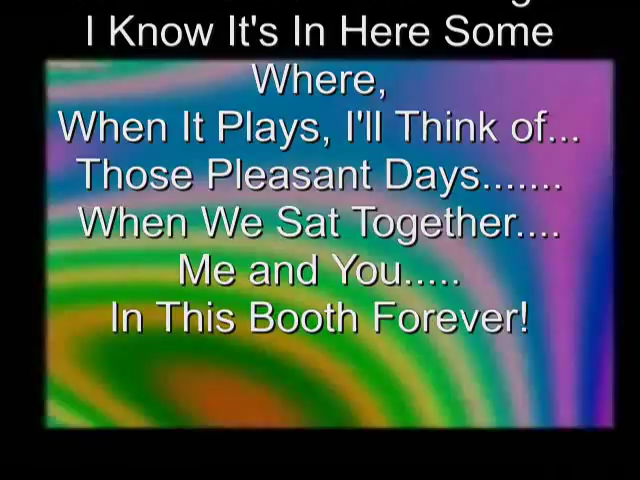 I Know It's In Here Some
Where,
When It Plays, I'll Think of...
Those Pleasant Days.......
When We Sat Together....
Me and You.....
In This Booth Forever!